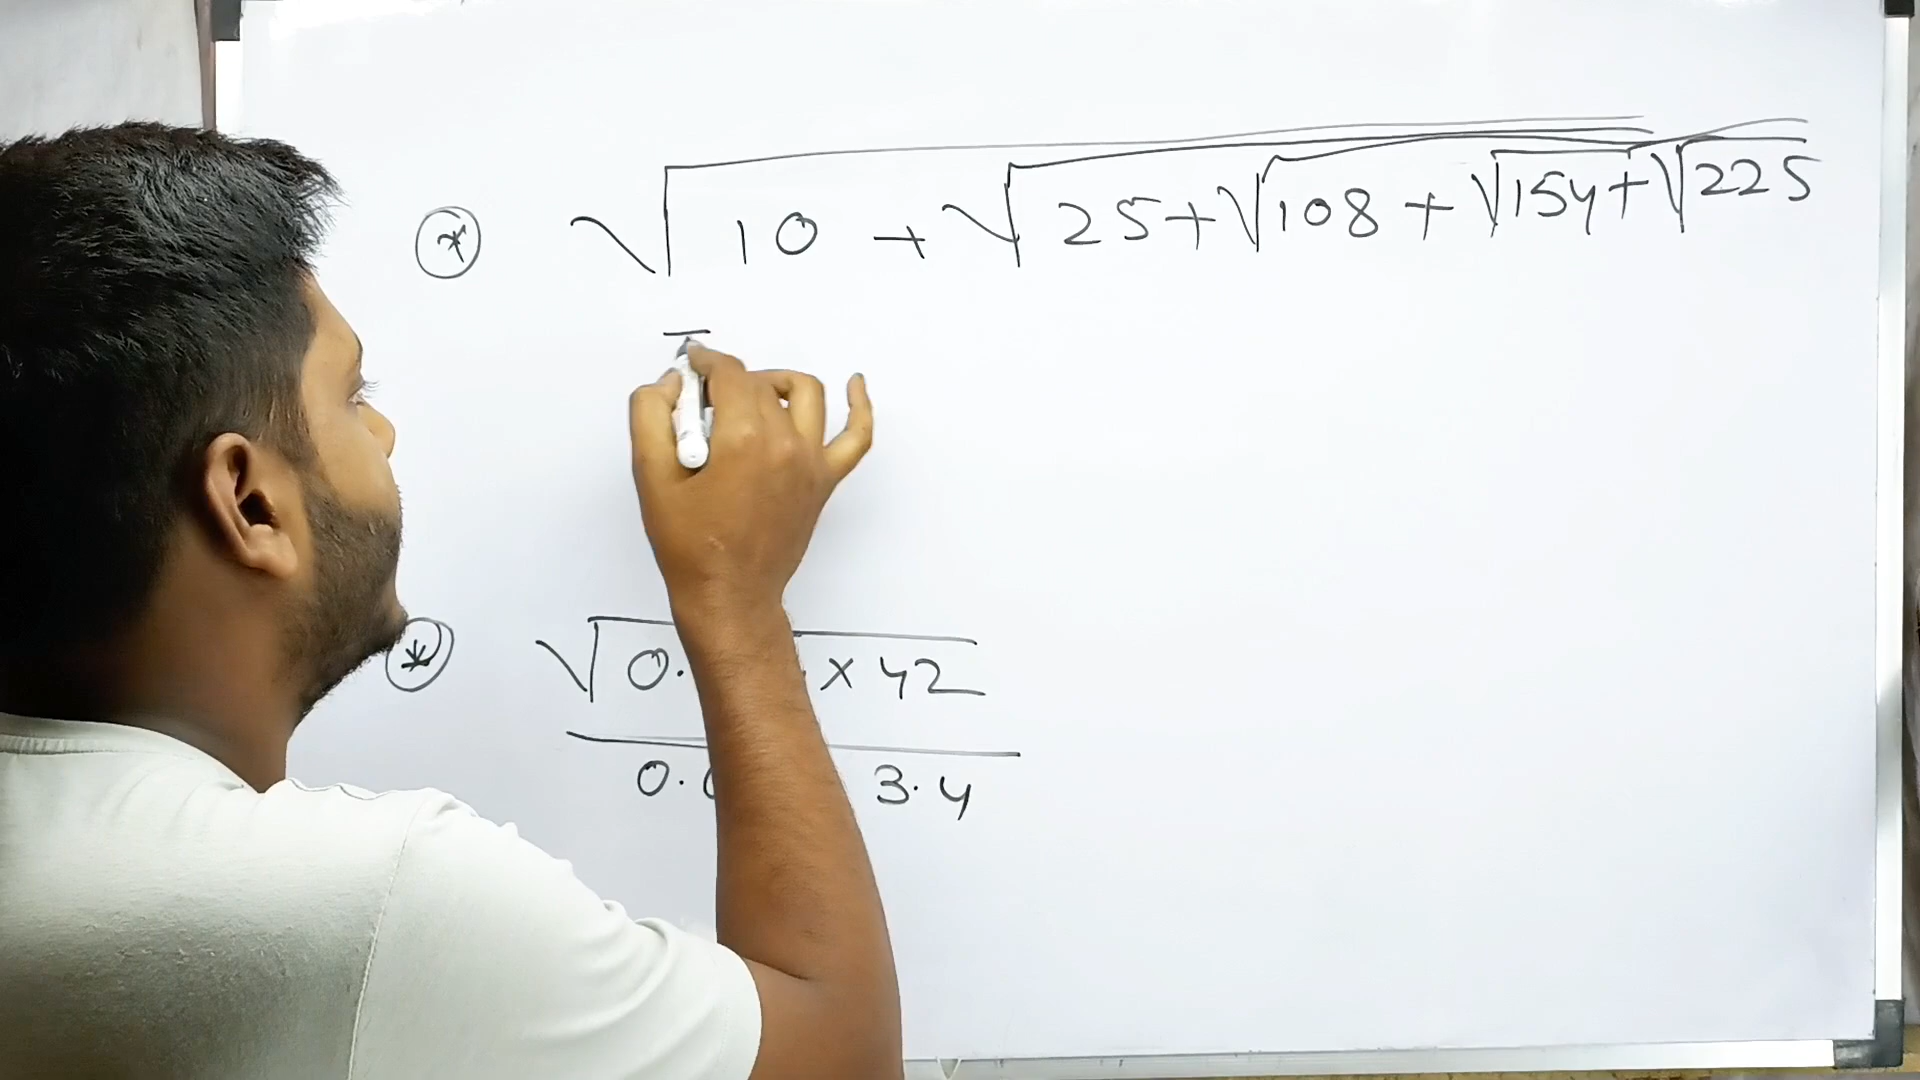 * √10 + √25 + √108 + √154 + √225
* √0. × 42
0. 3.4